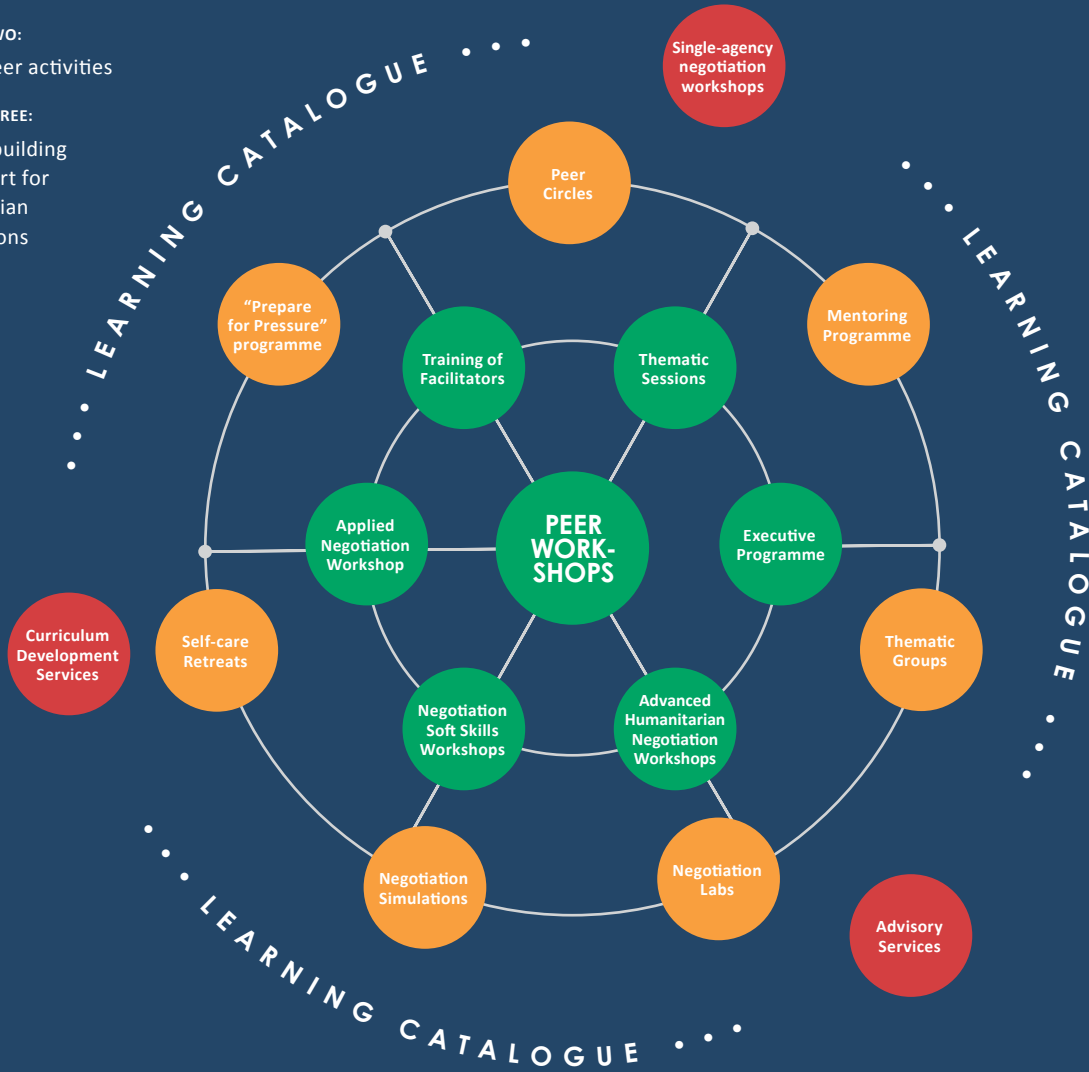 eer activities
REE:
uilding
rt for
ian
ons
LEARNING CATALOGUE
Single-agency
negotiation
workshops
Peer
Circles
"Prepare
for Pressure"
programme
Mentoring
Programme
Training of
Facilitators
Thematic
Sessions
LEARNING CATALOGUE
Applied
Negotiation
Workshop
PEER
WORK-
SHOPS
Executive
Programme
Curriculum
Development
Services
Self-care
Retreats
Thematic
Groups
Negotiation
Soft Skills
Workshops
Advanced
Humanitarian
Negotiation
Workshops
Negotiation
Simulations
Negotiation
Labs
Advisory
Services
LEARNING CATALOGUE